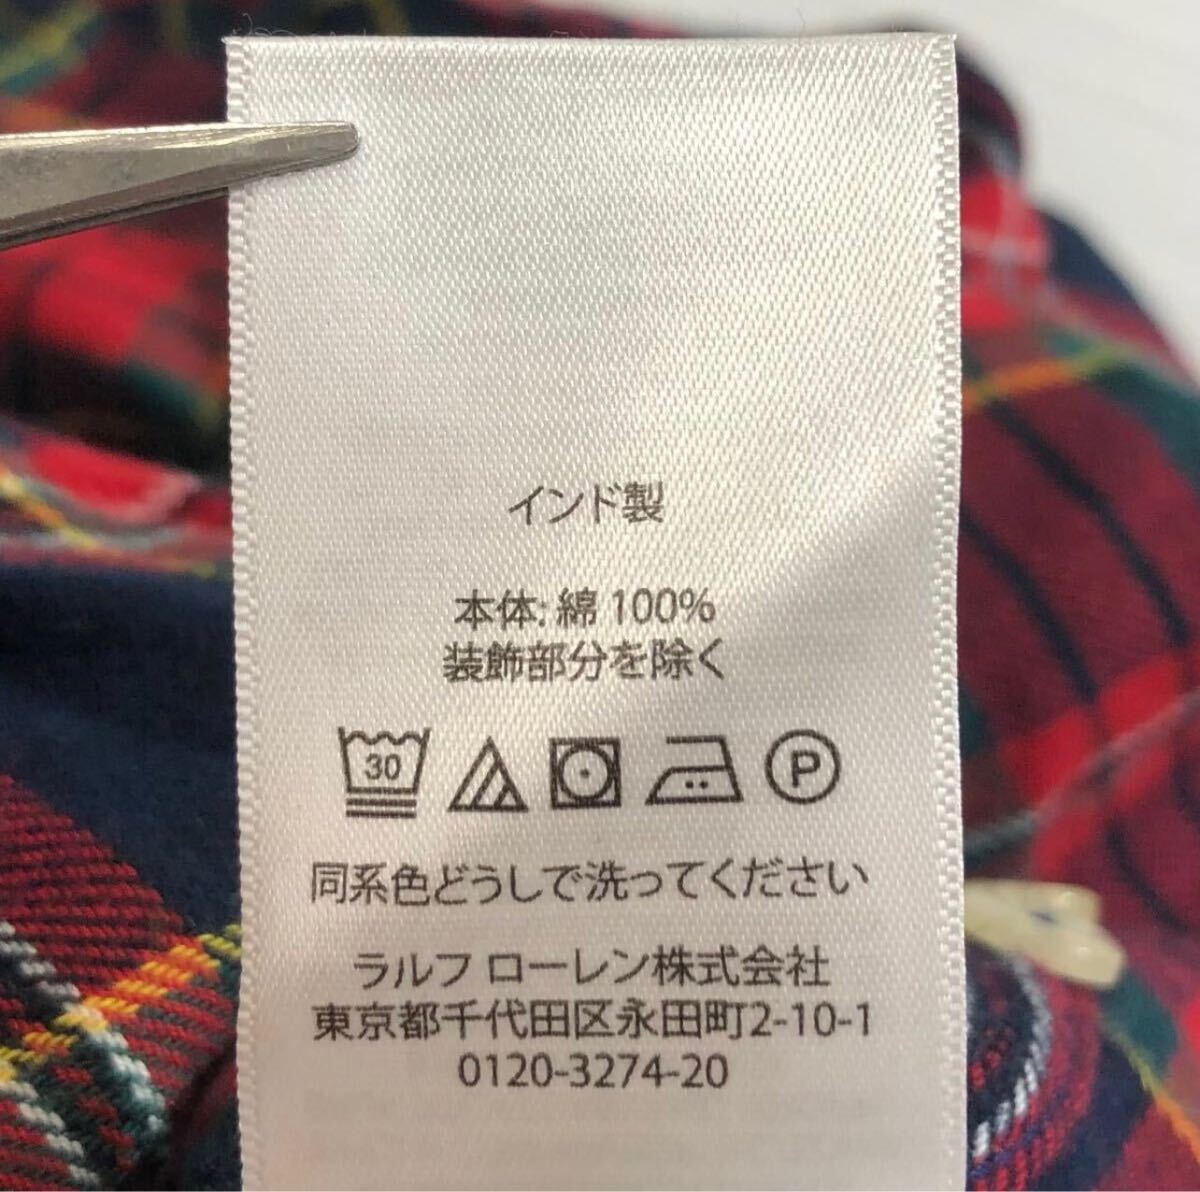 インド製
本体: 綿 100%
装飾部分を除く
30 P
同系色どうしで洗ってください
ラルフ ローレン株式会社
東京都千代田区永田町2-10-1
0120-3274-20